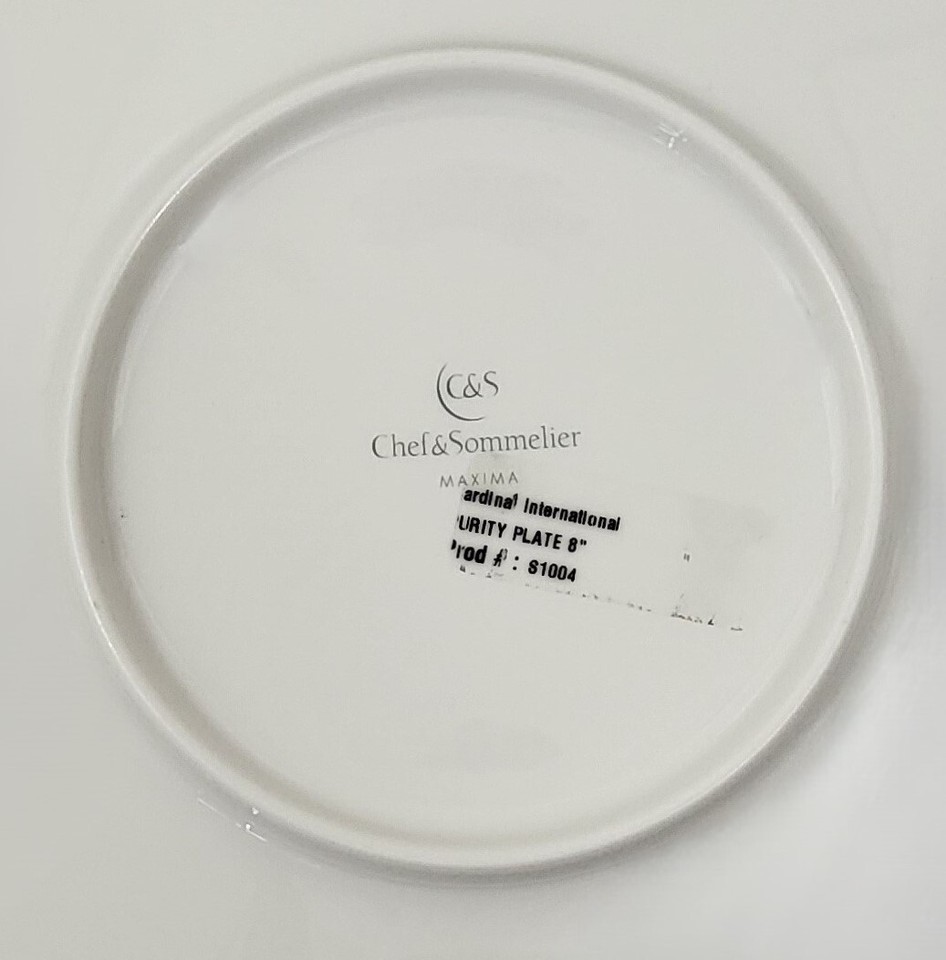 C&S
Chef&Sommelier
MAXIMA
ardinal International
URITY PLATE 8"
Prod #: S1004